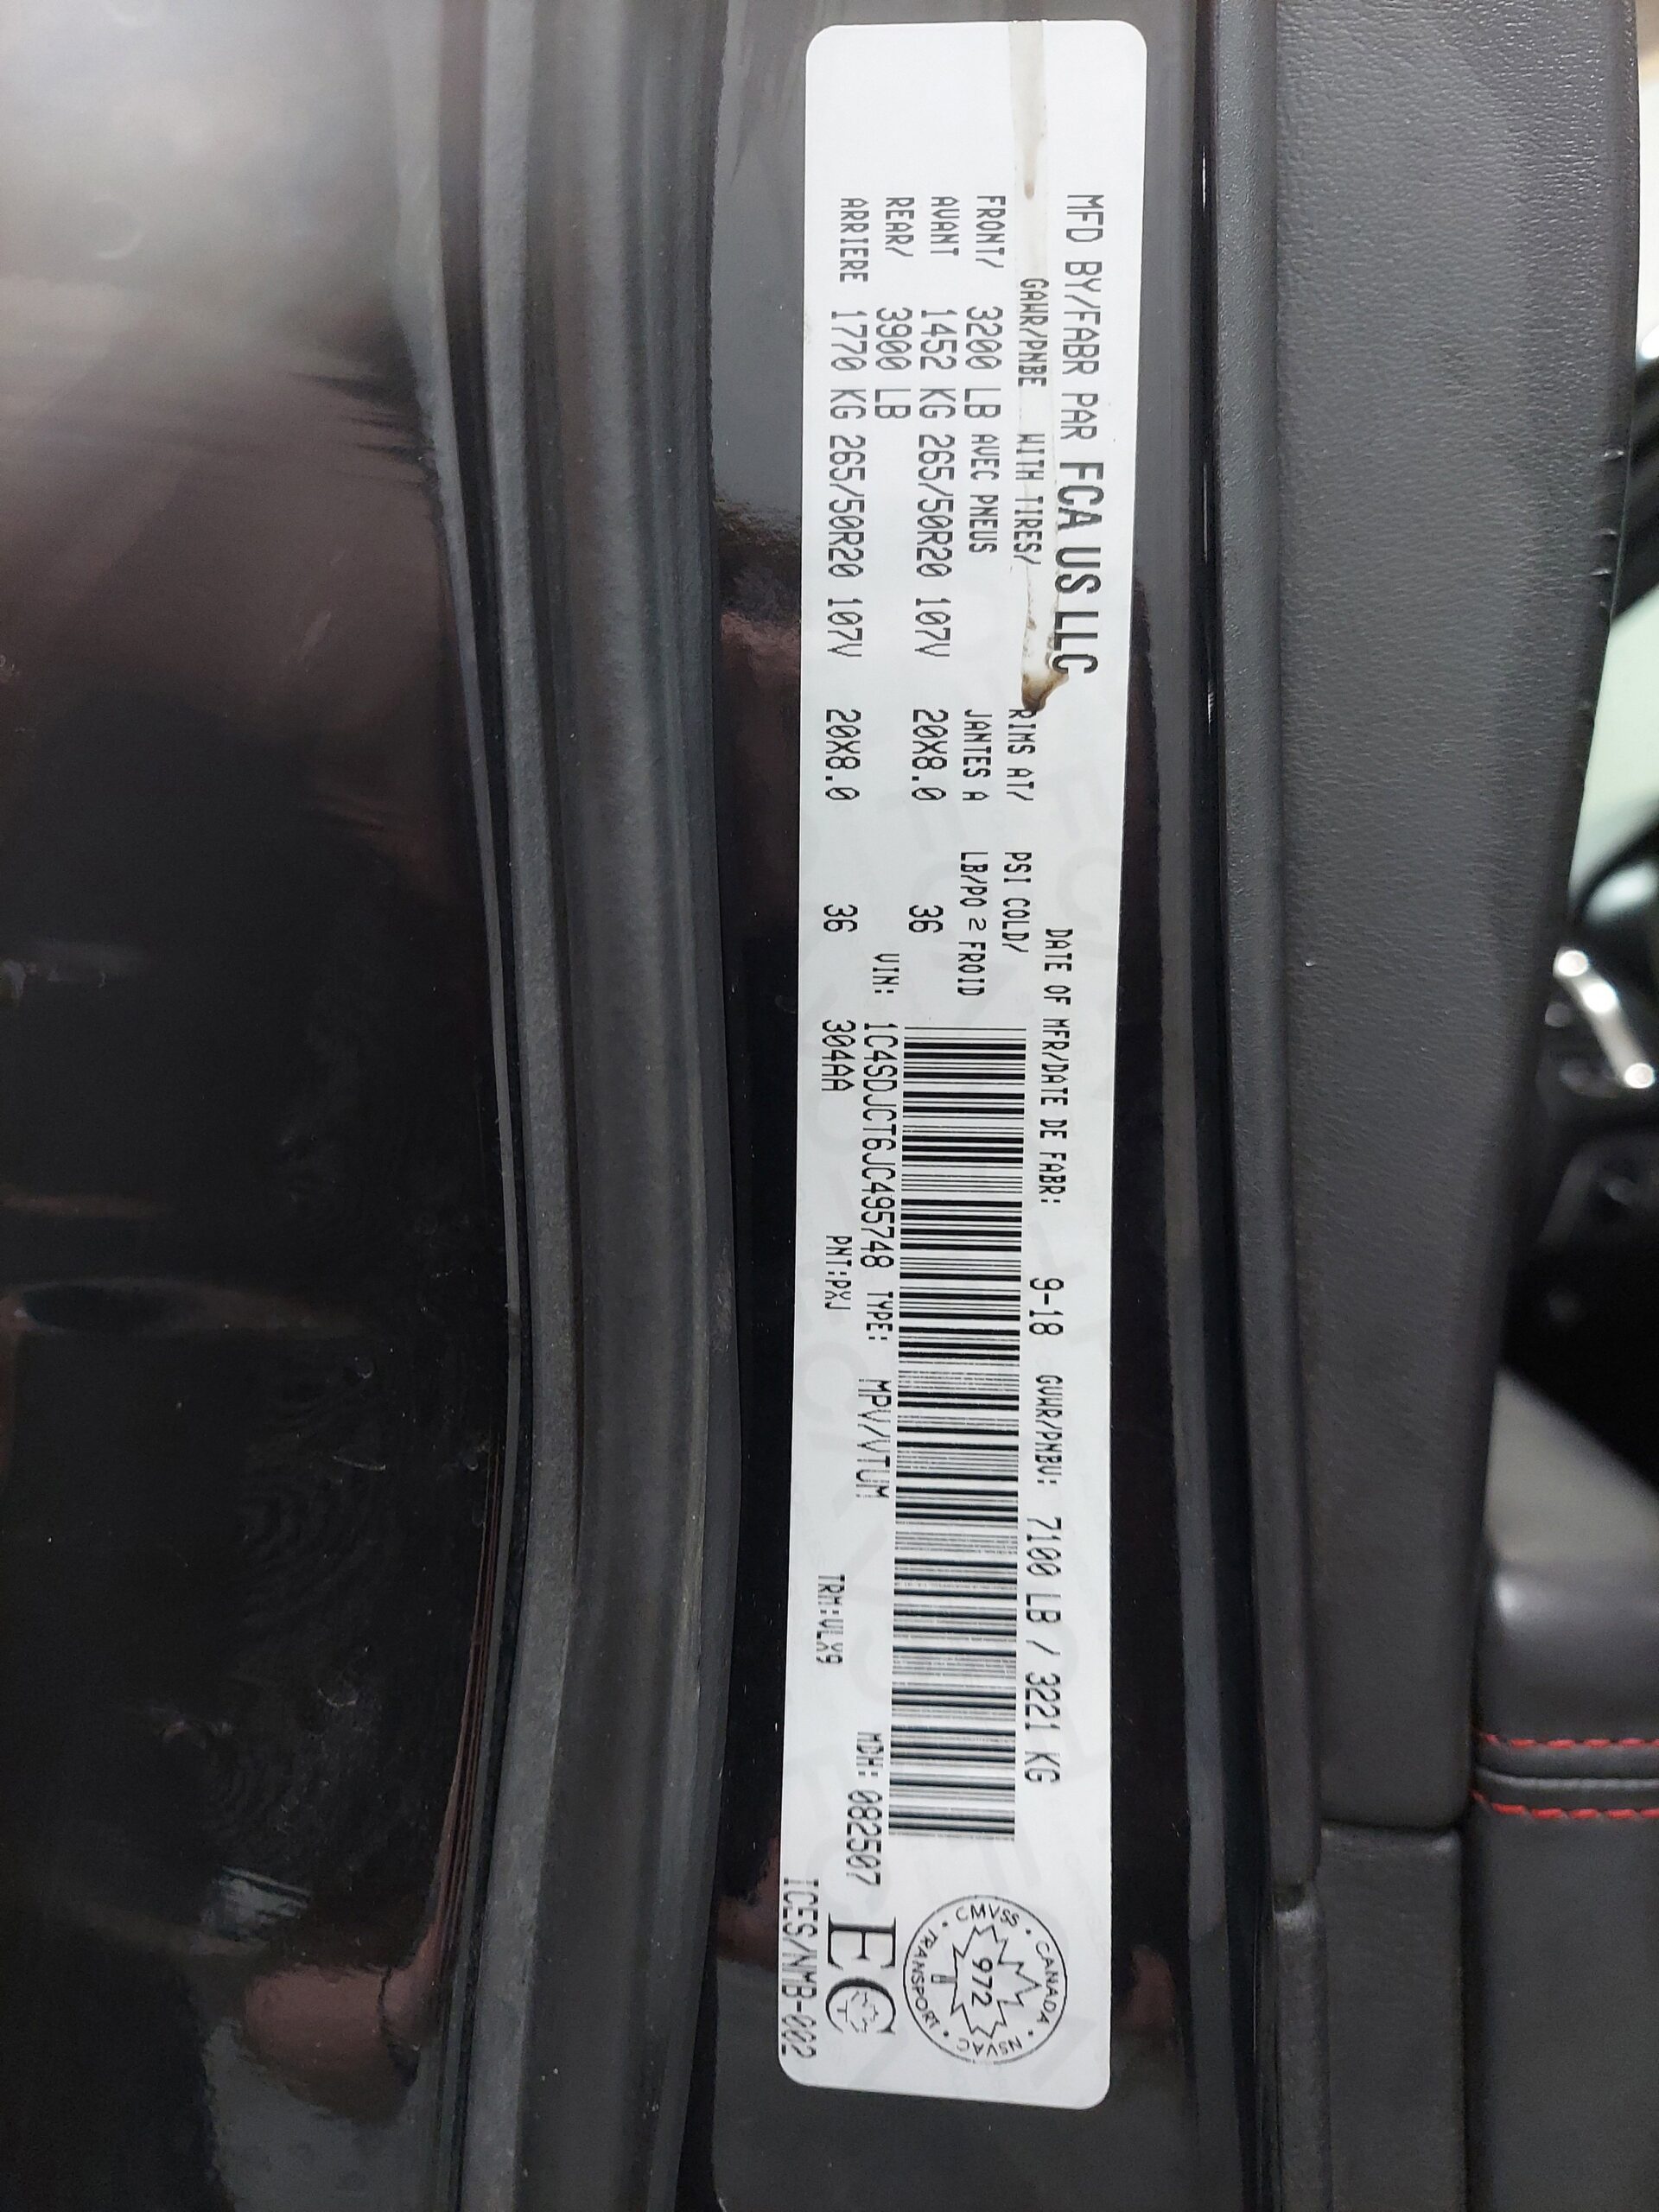 MFD BY/FABR PAR FCA US LLC
DATE OF MFR/DATE DE FABR: 9-18 GVWR/PNBV: 7100 LB / 3221 KG
GAWR/PNBE WITH TIRES/ RIMS AT/ PSI COLD/
FRONT/ 3200 LB AVEC PNEUS JANTES A LB/PO 2 FROID
AVANT 1452 KG 265/50R20 107V 20X8.0 36
REAR/ 3900 LB
ARRIERE 1770 KG 265/50R20 107V 20X8.0 36
VIN: 1C4SDJCT6JC495748 TYPE: MPV/VTUM MDH: 082507
304AA PNT:PXJ TRM:VLX9
CANADA • NSVAC • TRANSPORT • CMVSS
972
EC
ICES/NMB-002